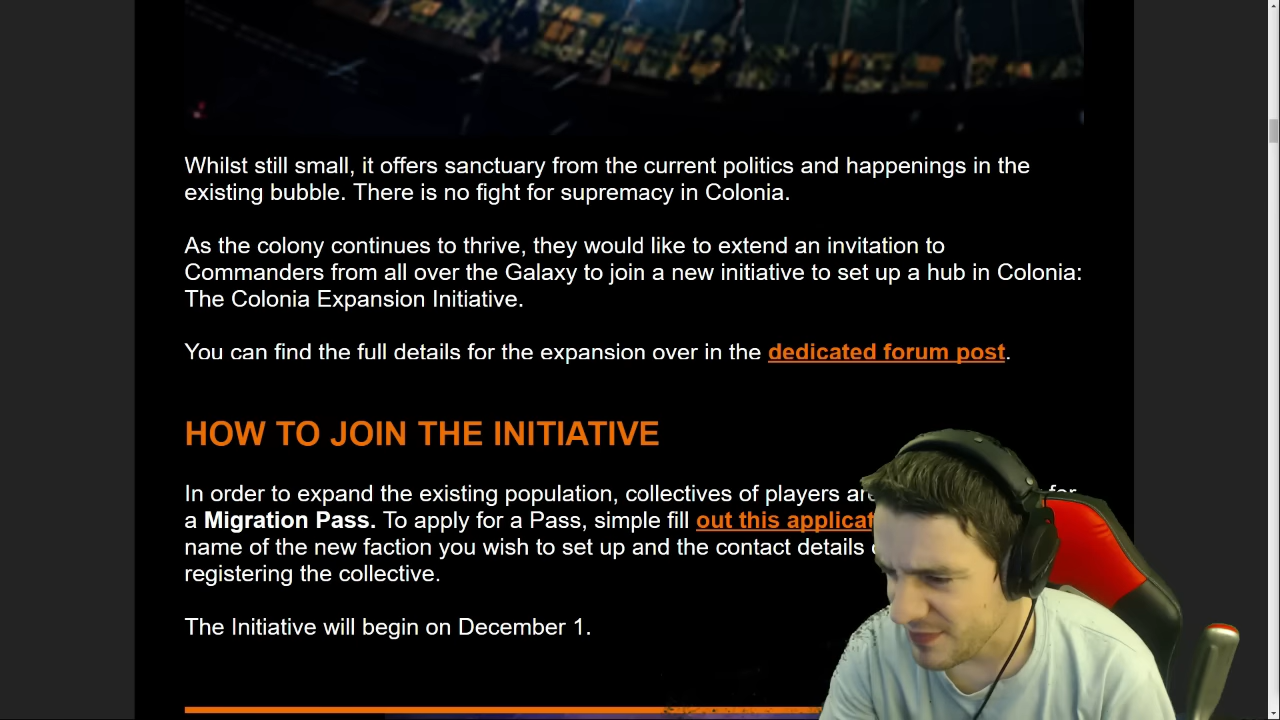 Whilst still small, it offers sanctuary from the current politics and happenings in the
existing bubble. There is no fight for supremacy in Colonia.
As the colony continues to thrive, they would like to extend an invitation to
Commanders from all over the Galaxy to join a new initiative to set up a hub in Colonia:
The Colonia Expansion Initiative.
You can find the full details for the expansion over in the dedicated forum post.
HOW TO JOIN THE INITIATIVE
In order to expand the existing population, collectives of players
a Migration Pass. To apply for a Pass, simple fill out this
name of the new faction you wish to set up and the contact details
registering the collective.
The Initiative will begin on December 1.